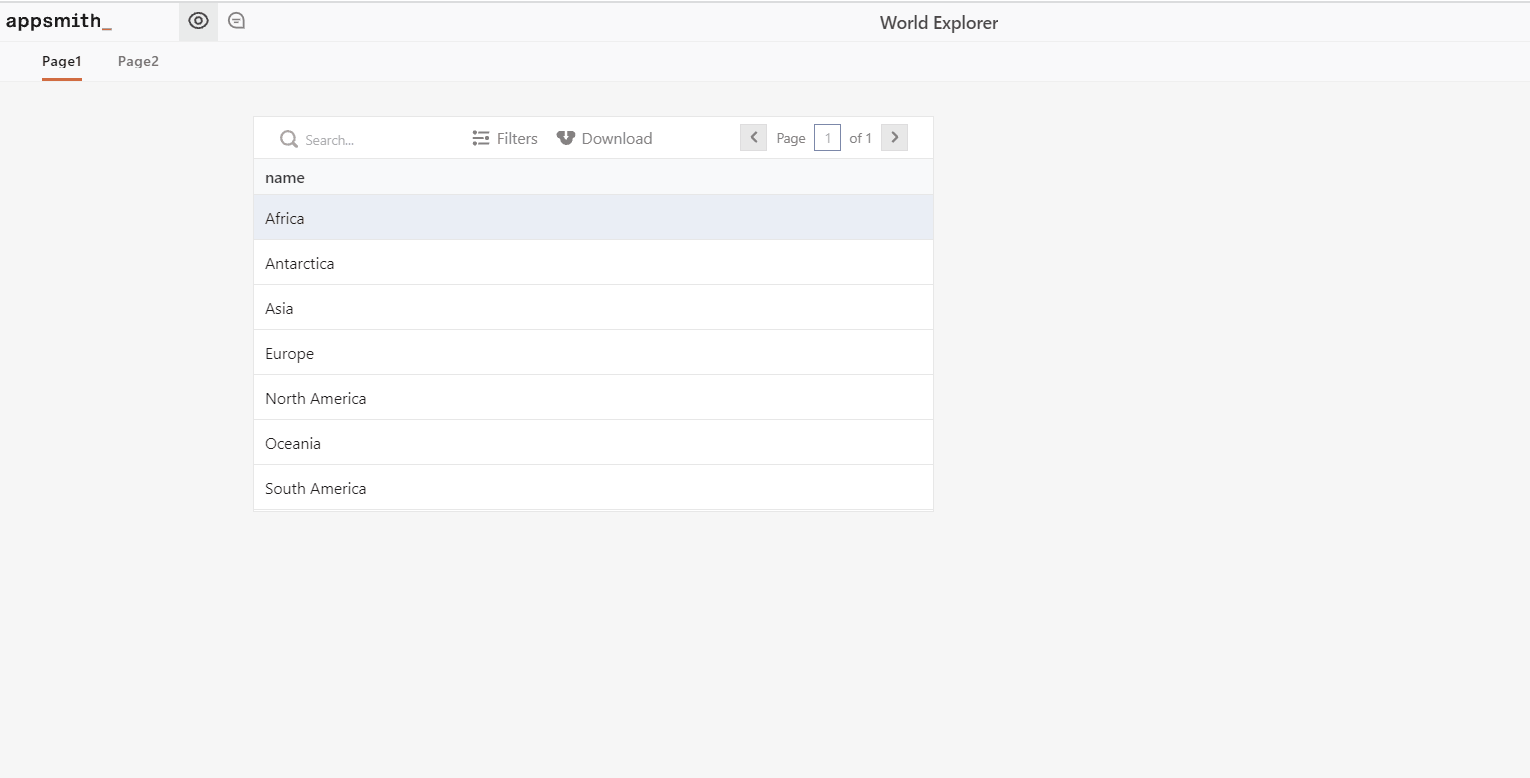 appsmith_
World Explorer
Page1 Page2
Search... Filters Download Page 1 of 1
name
Africa
Antarctica
Asia
Europe
North America
Oceania
South America